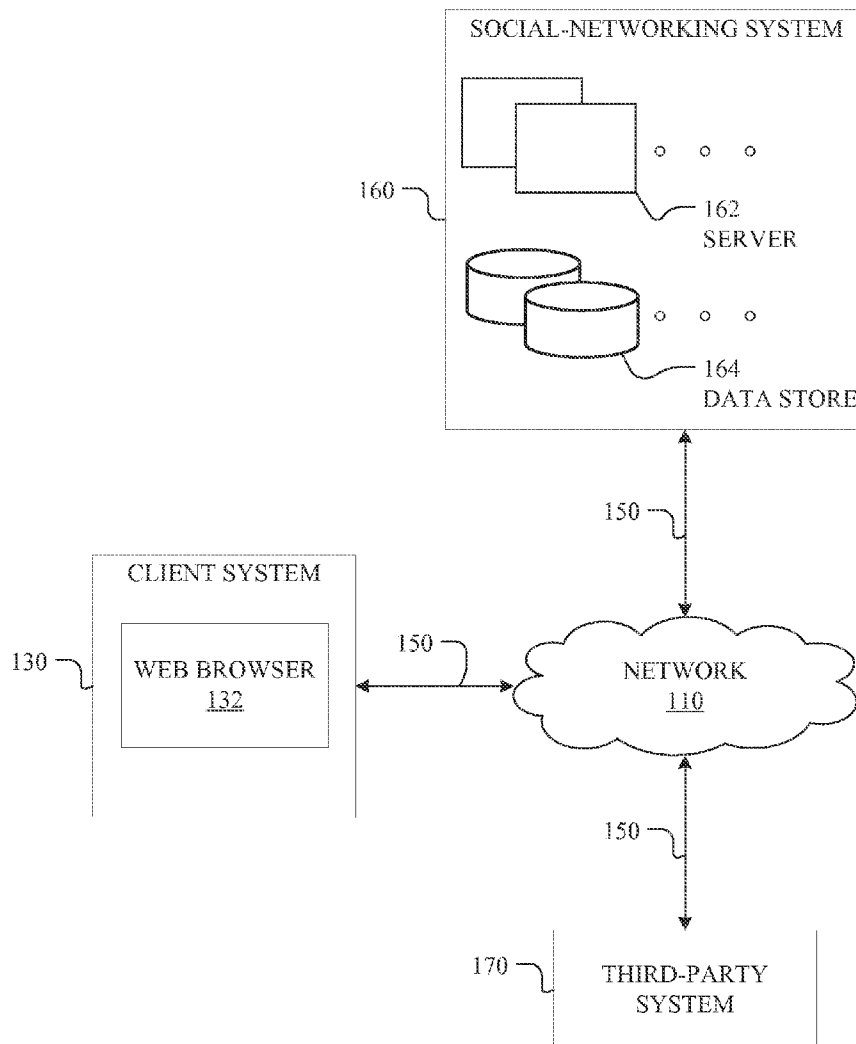 SOCIAL-NETWORKING SYSTEM
160
162
SERVER
164
DATA STORE
150
CLIENT SYSTEM
130
WEB BROWSER
132
150
NETWORK
110
150
170
THIRD-PARTY
SYSTEM